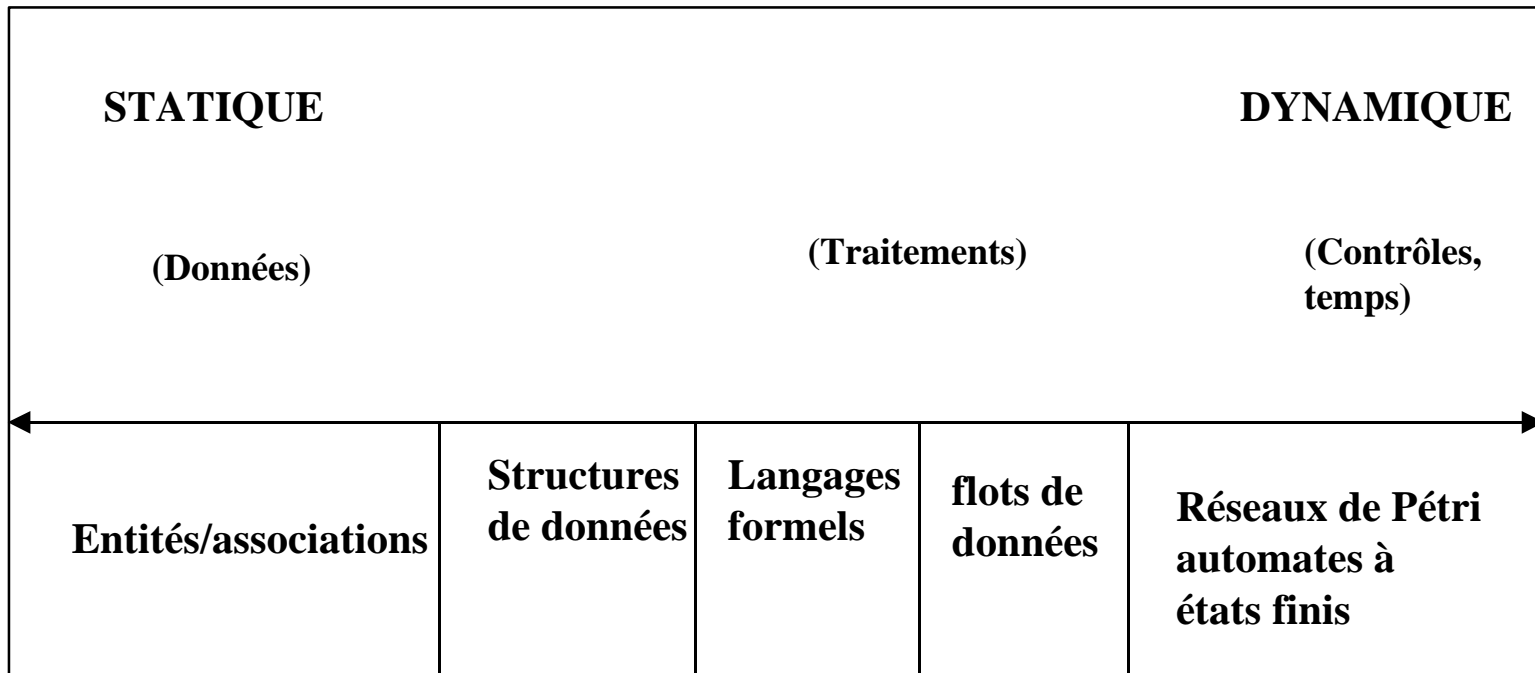 STATIQUE
DYNAMIQUE
(Données)
(Traitements)
(Contrôles,
temps)
Entités/associations
Structures
de données
Langages
formels
flots de
données
Réseaux de Pétri
automates à
états finis